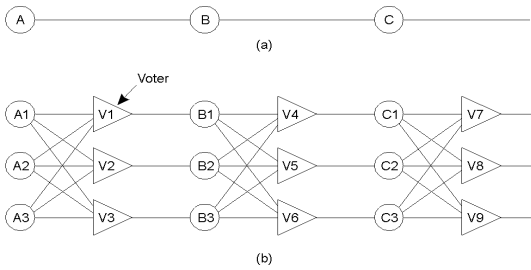 A B C
(a)
Voter
A1 V1 B1 V4 C1 V7
A2 V2 B2 V5 C2 V8
A3 V3 B3 V6 C3 V9
(b)